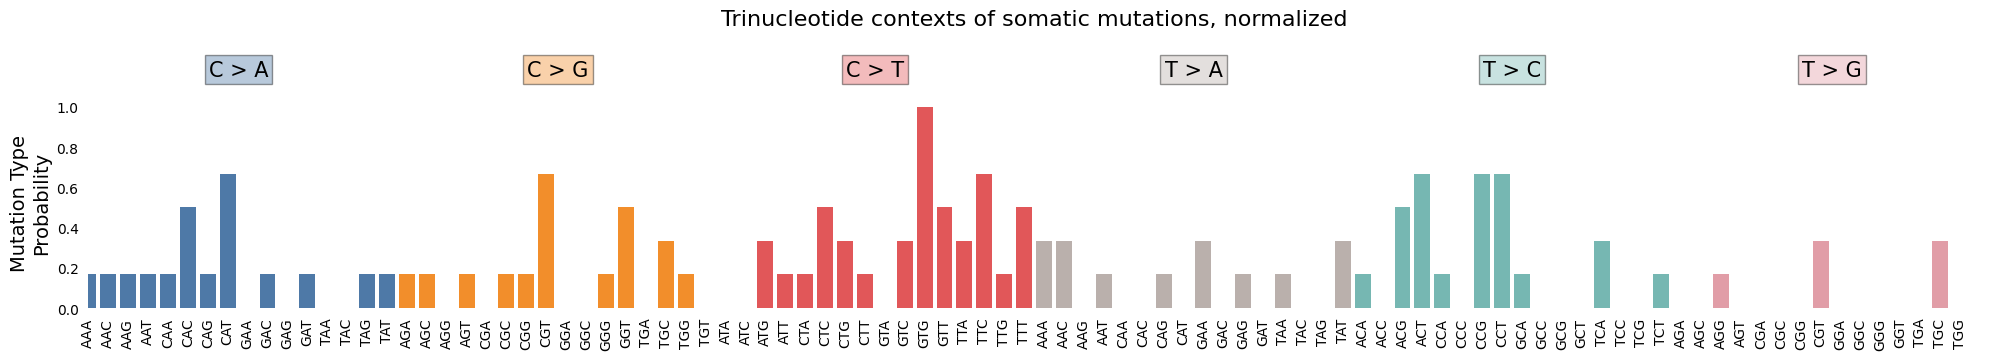 Trinucleotide contexts of somatic mutations, normalized
C > A
C > G
C > T
T > A
T > C
T > G
Mutation Type
Probability
1.0
0.8
0.6
0.4
0.2
0.0
AAA AAC AAG AAT CAA CAC CAG CAT GAA GAC GAG GAT TAA TAC TAG TAT AGA AGC AGG AGT CGA CGC CGG CGT GGA GGC GGG GGT TGA TGC TGG TGT ATA ATC ATG ATT CTA CTC CTG CTT GTA GTC GTG GTT TTA TTC TTG TTT AAA AAC AAG AAT CAA CAC CAG CAT GAA GAC GAG GAT TAA TAC TAG TAT ACA ACC ACG ACT CCA CCC CCG CCT GCA GCC GCG GCT TCA TCC TCG TCT AGA AGC AGG AGT CGA CGC CGG CGT GGA GGC GGG GGT TGA TGC TGG